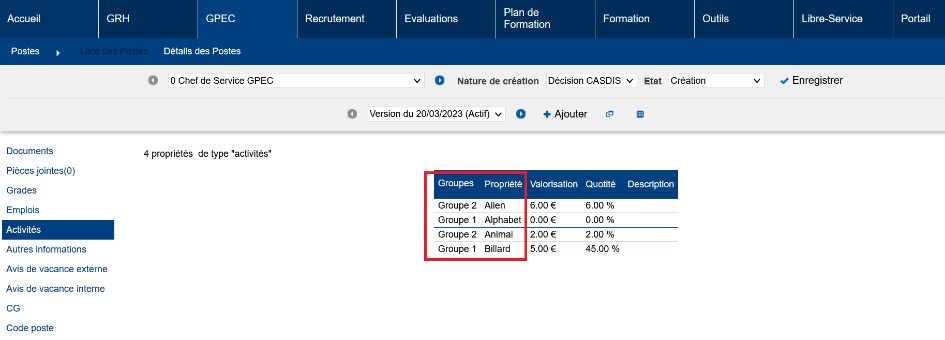 Accueil GRH GPEC Recrutement Evaluations Plan de Formation Formation Outils Libre-Service Portail
Postes Liste des Postes Détails des Postes
0 Chef de Service GPEC Nature de création Décision CASDIS Etat Création Enregistrer
Version du 20/03/2023 (Actif) Ajouter
Documents
Pièces jointes(0)
Grades
Emplois
Activités
Autres informations
Avis de vacance externe
Avis de vacance interne
CG
Code poste
4 propriétés de type "activités"
Groupes Propriété Valorisation Quotité Description
Groupe 2 Alien 6.00 € 6.00 %
Groupe 1 Alphabet 0.00 € 0.00 %
Groupe 2 Animal 2.00 € 2.00 %
Groupe 1 Billard 5.00 € 45.00 %